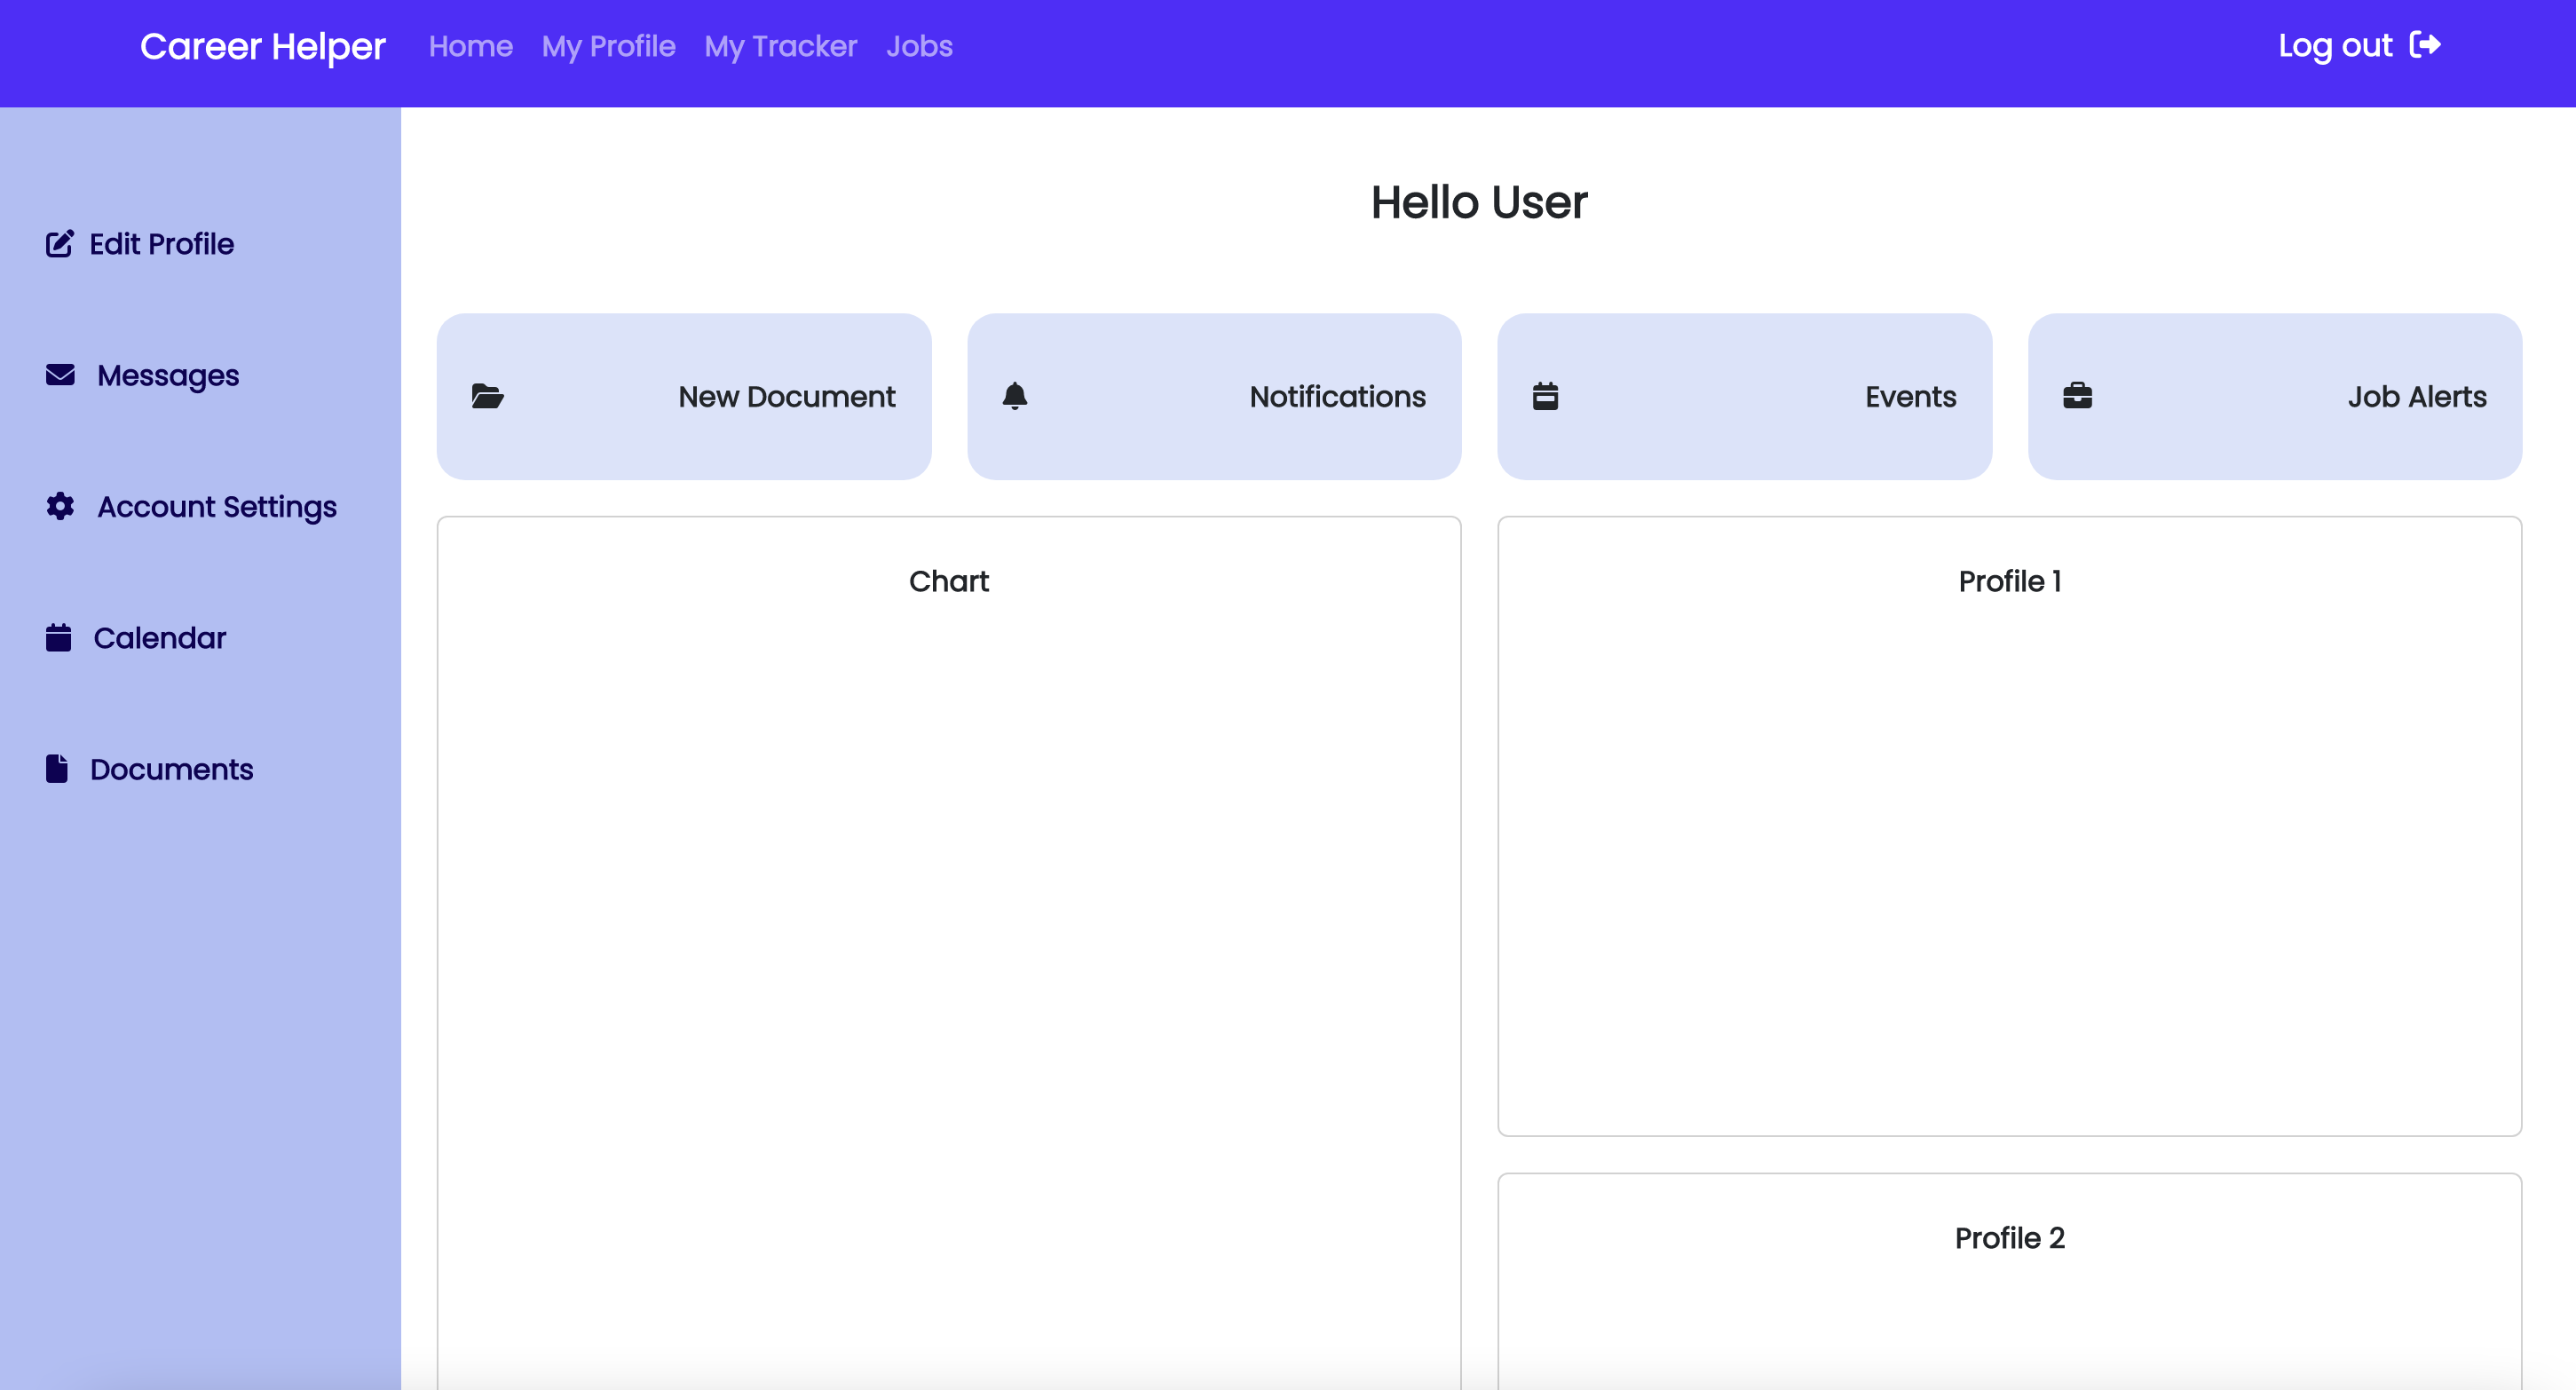 Career Helper Home My Profile My Tracker Jobs Log out
Edit Profile
Messages
Account Settings
Calendar
Documents
Hello User
New Document
Notifications
Events
Job Alerts
Chart
Profile 1
Profile 2